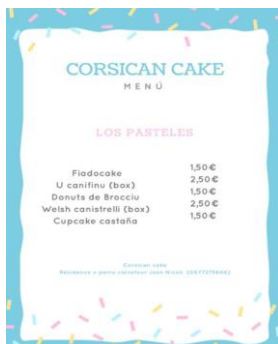 CORSICAN CAKE
MENÚ
LOS PASTELES
Fiadocake 1,50€
U canifinu (box) 2,50€
Donuts de Brocciu 1,50€
Welsh canistrelli (box) 2,50€
Cupcake castaña 1,50€
Corsican cake